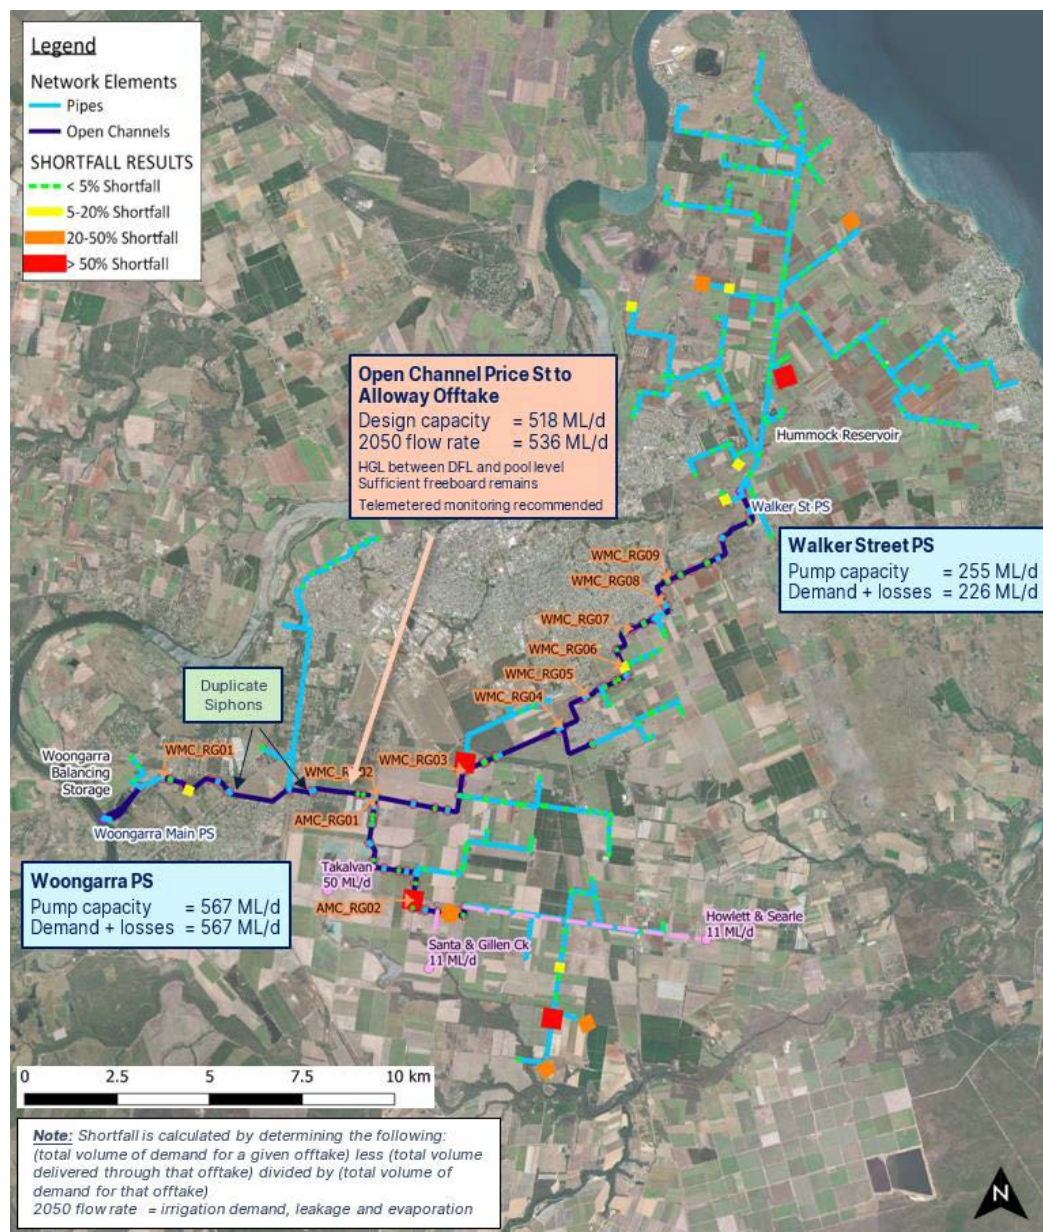 Legend
Network Elements
Pipes
Open Channels
SHORTFALL RESULTS
< 5% Shortfall
5-20% Shortfall
20-50% Shortfall
> 50% Shortfall
Open Channel Price St to
Alloway Offtake
Design capacity = 518 ML/d
2050 flow rate = 536 ML/d
HGL between DFL and pool level
Sufficient freeboard remains
Telemetered monitoring recommended
Hummock Reservoir
Walker St PS
Walker Street PS
Pump capacity = 255 ML/d
Demand + losses = 226 ML/d
WMC_RG09
WMC_RG08
WMC_RG07
WMC_RG06
WMC_RG05
WMC_RG04
Duplicate
Siphons
WMC_RG01
WMC_RG02
WMC_RG03
Woongarra
Balancing
Storage
Woongarra Main PS
AMC_RG01
Takalvan
50 ML/d
AMC_RG02
Woongarra PS
Pump capacity = 567 ML/d
Demand + losses = 567 ML/d
Howlett & Searle
11 ML/d
Santa & Gillen Ck
11 ML/d
0 2.5 5 7.5 10 km
Note: Shortfall is calculated by determining the following:
(total volume of demand for a given offtake) less (total volume
delivered through that offtake) divided by (total volume of
demand for that offtake)
2050 flow rate = irrigation demand, leakage and evaporation
N